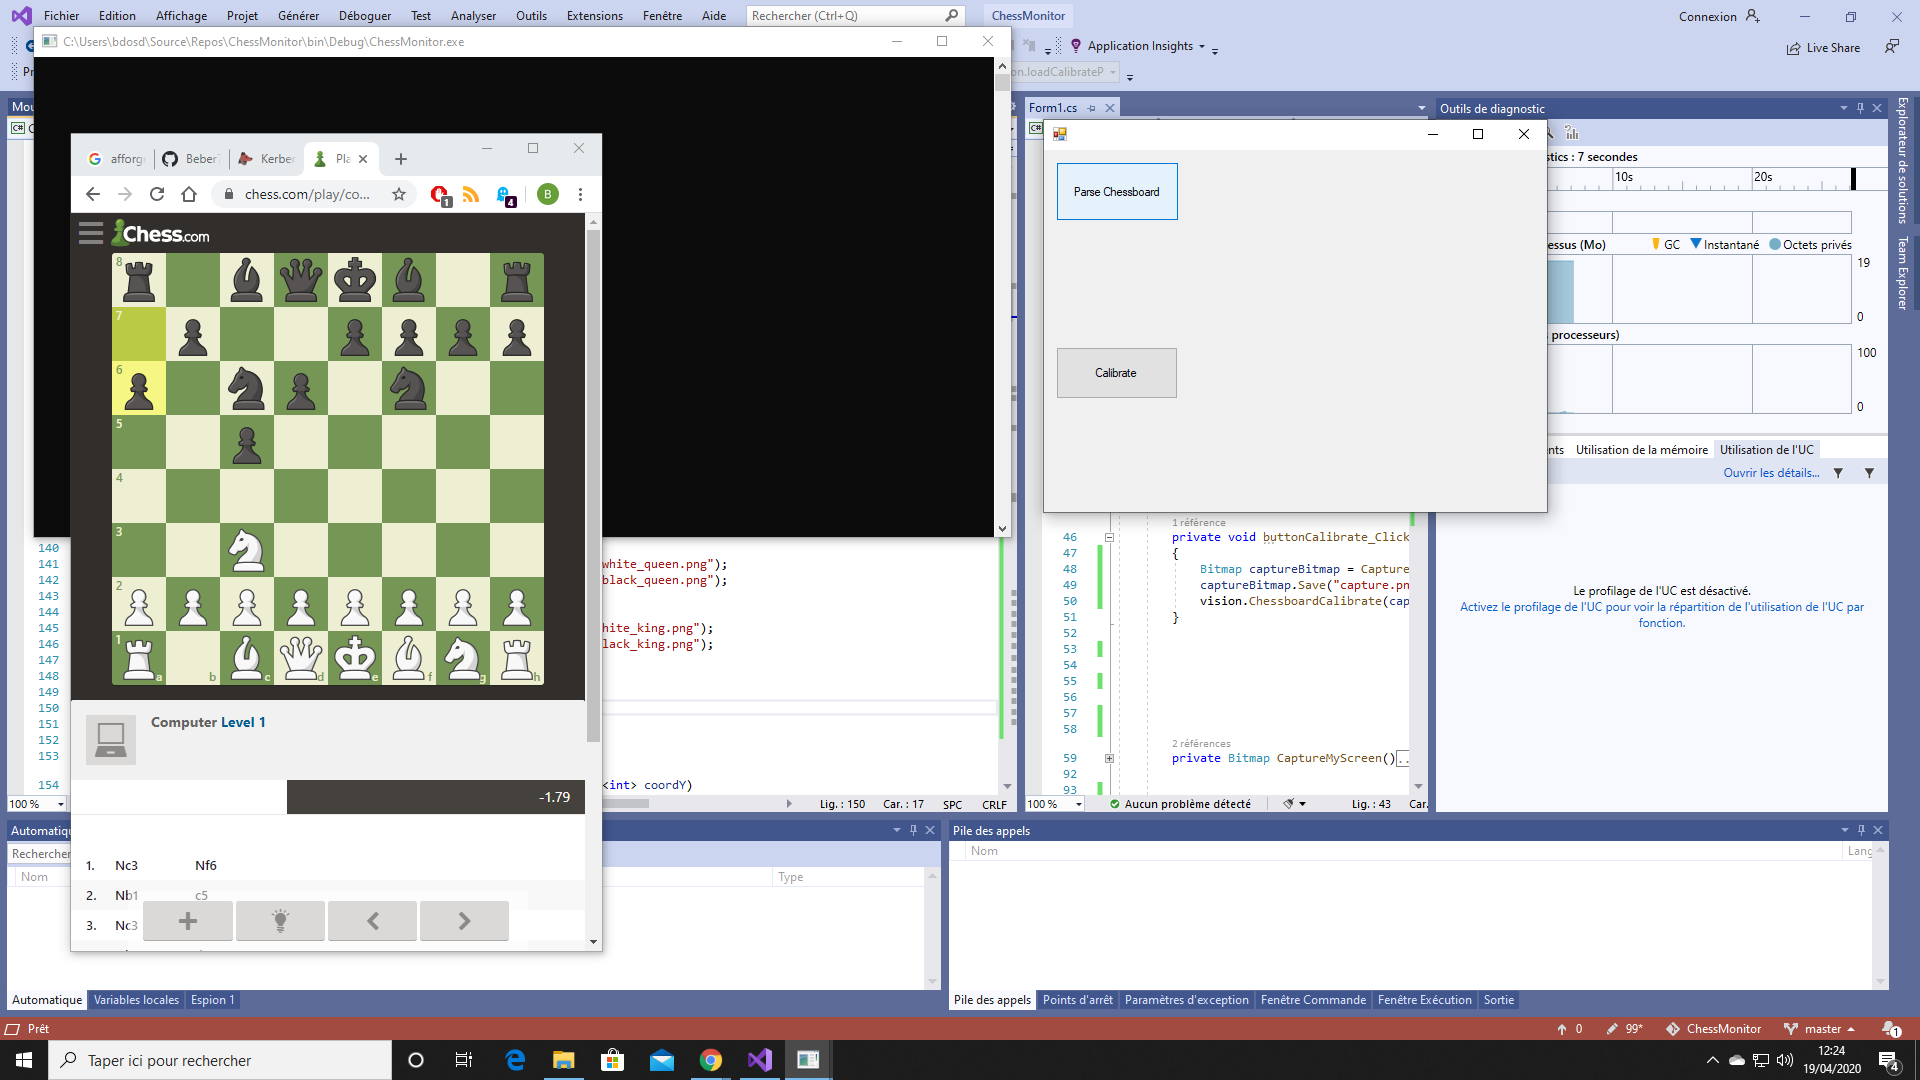 Fichier Edition Affichage Projet Générer Déboguer Test Analyser Outils Extensions Fenêtre Aide Rechercher (Ctrl+Q) ChessMonitor Connexion
C:\Users\bdosd\Source\Repos\ChessMonitor\bin\Debug\ChessMonitor.exe
Application Insights
Live Share
on.loadCalibrateP
Form1.cs
Outils de diagnostic
Explorateur de solutions
Team Explorer
afforg Beber Kerber Pla
chess.com/play/co...
1 4 B
Chess.com
8
7
6
5
4
3
2
1
a b c d e f g h
Computer Level 1
-1.79
1. Nc3 Nf6
2. Nb1 c5
3. Nc3
Parse Chessboard
Calibrate
stics : 7 secondes
10s 20s
essus (Mo) GC Instantané Octets privés
19
0
processeurs)
100
0
nts Utilisation de la mémoire Utilisation de l'UC
Ouvrir les détails...
Le profilage de l'UC est désactivé.
Activez le profilage de l'UC pour voir la répartition de l'utilisation de l'UC par
fonction.
140
141 white_queen.png");
142 black_queen.png");
143
144
145 hite_king.png");
146 lack_king.png");
147
148
149
150
151
152
153
154 <int> coordY)
100 % Lig. : 150 Car. : 17 SPC CRLF
1 référence
46 private void buttonCalibrate_Click
47 {
48 Bitmap captureBitmap = Capture
49 captureBitmap.Save("capture.pn
50 vision.ChessboardCalibrate(cap
51 }
52
53
54
55
56
57
58
2 références
59 private Bitmap CaptureMyScreen()..
92
93
100 % Aucun problème détecté Lig. : 43 Car.
Automatique
Rechercher
Nom Type
Automatique Variables locales Espion 1
Pile des appels
Nom Lang
Pile des appels Points d'arrêt Paramètres d'exception Fenêtre Commande Fenêtre Exécution Sortie
Prêt 0 99* ChessMonitor master 1
Taper ici pour rechercher
12:24
19/04/2020
4